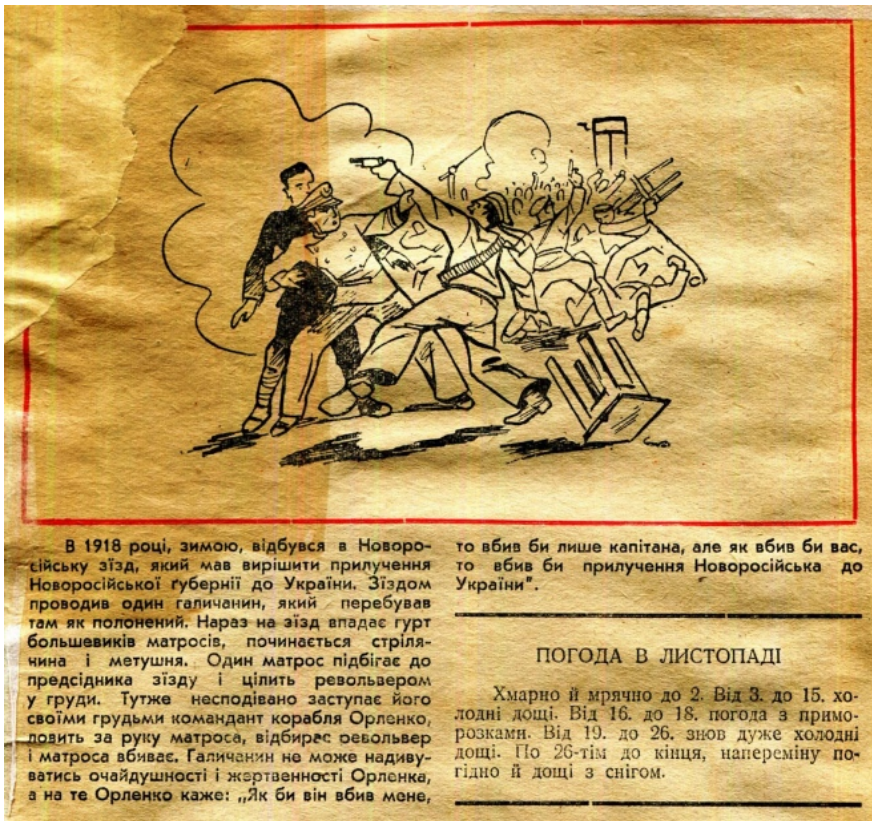 В 1918 році, зимою, відбувся в Новоро-
сійську зїзд, який мав вирішити прилучення
Новоросійської ґубернії до України. Зїздом
проводив один галичанин, який перебував
там як полонений. Нараз на зїзд впадає гурт
большевиків матросів, починається стріля-
нина і метушня. Один матрос підбігає до
предсідника зїзду і цілить револьвером
у груди. Тутже несподівано заступає його
своїми грудьми командант корабля Орленко,
ловить за руку матроса, відбирає револьвер
і матроса вбиває. Галичанин не може надиву-
ватись очайдушності і жертвенності Орленка,
а на те Орленко каже: „Як би він вбив мене,
то вбив би лише капітана, але як вбив би вас,
то вбив би прилучення Новоросійська до
України".
ПОГОДА В ЛИСТОПАДІ
Хмарно й мрячно до 2. Від 3. до 15. хо-
лодні дощі. Від 16. до 18. погода з примо-
розками. Від 19. до 26. знов дуже холодні
дощі. По 26-тім до кінця, напереміну по-
гідно й дощі з снігом.